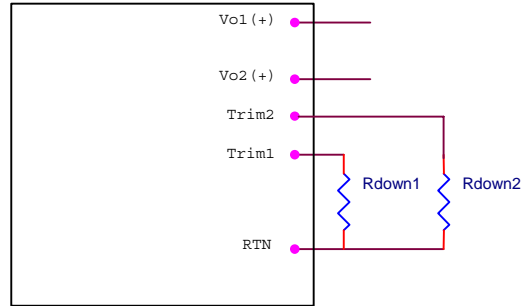 Vo1(+)
Vo2(+)
Trim2
Trim1
Rdown1
Rdown2
RTN